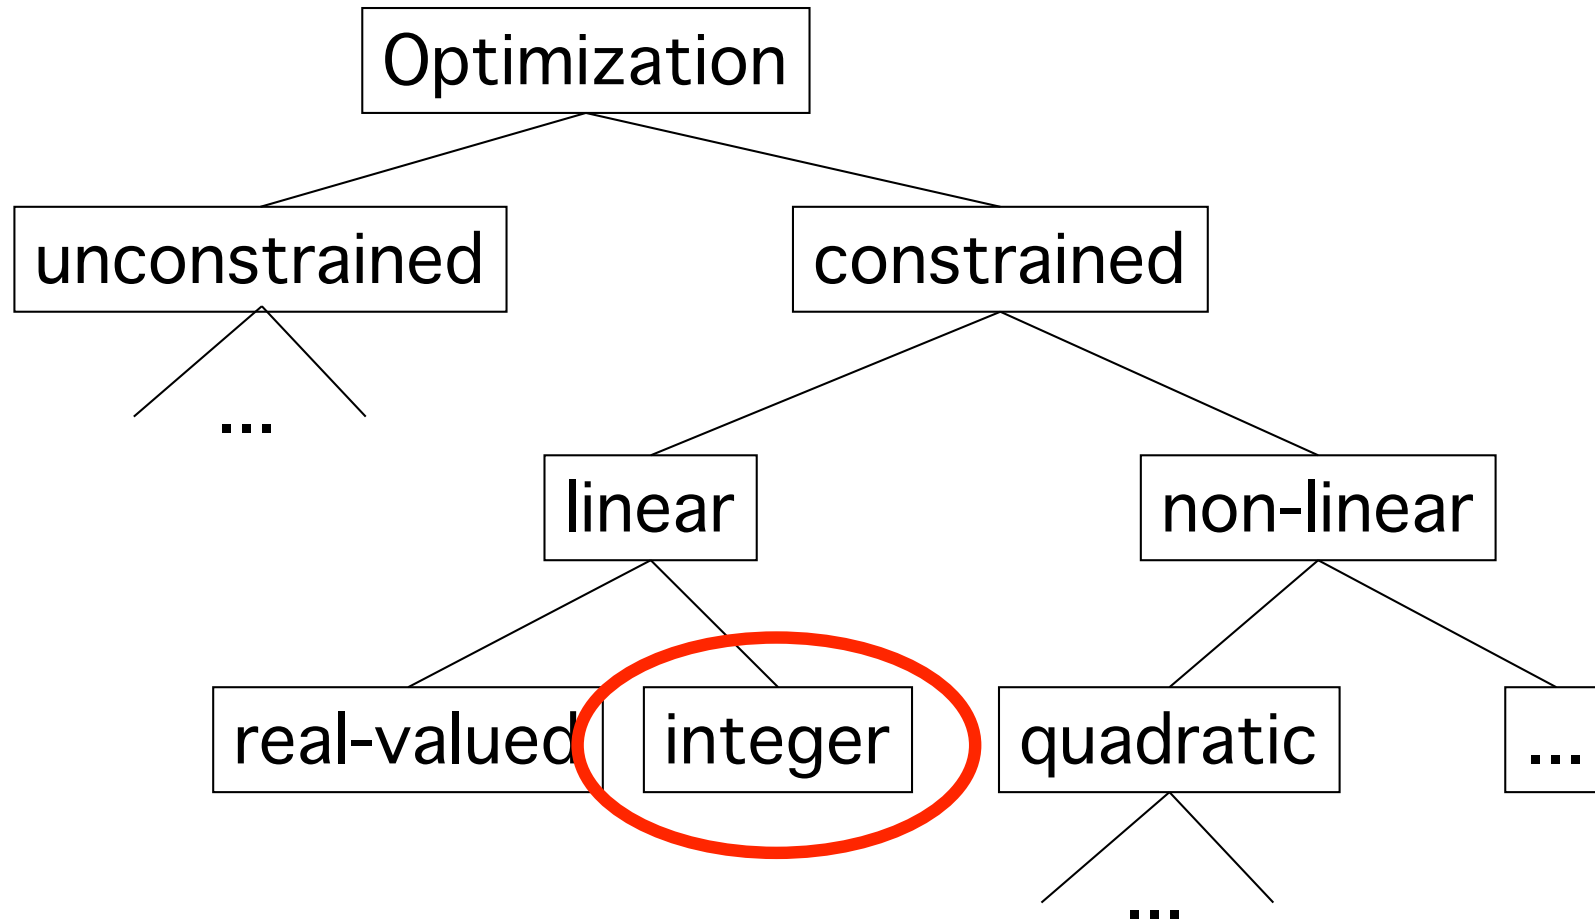 Optimization
unconstrained
constrained
...
linear
non-linear
real-valued
integer
quadratic
...
...